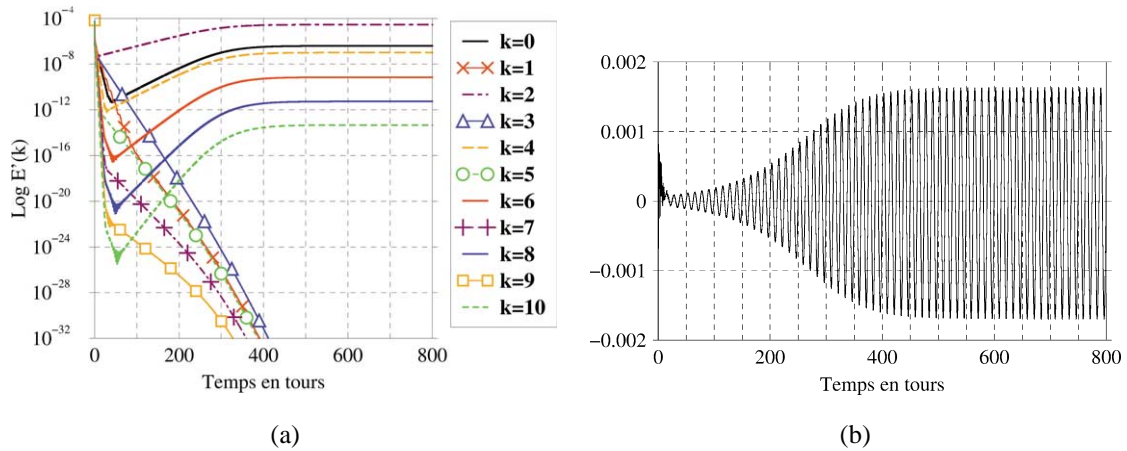 10⁻⁴
10⁻⁸
10⁻¹²
10⁻¹⁶
10⁻²⁰
10⁻²⁴
10⁻²⁸
10⁻³²
Log E'(k)
0
200
400
600
800
Temps en tours
k=0
k=1
k=2
k=3
k=4
k=5
k=6
k=7
k=8
k=9
k=10
(a)
0.002
0.001
0
−0.001
−0.002
0
200
400
600
800
Temps en tours
(b)